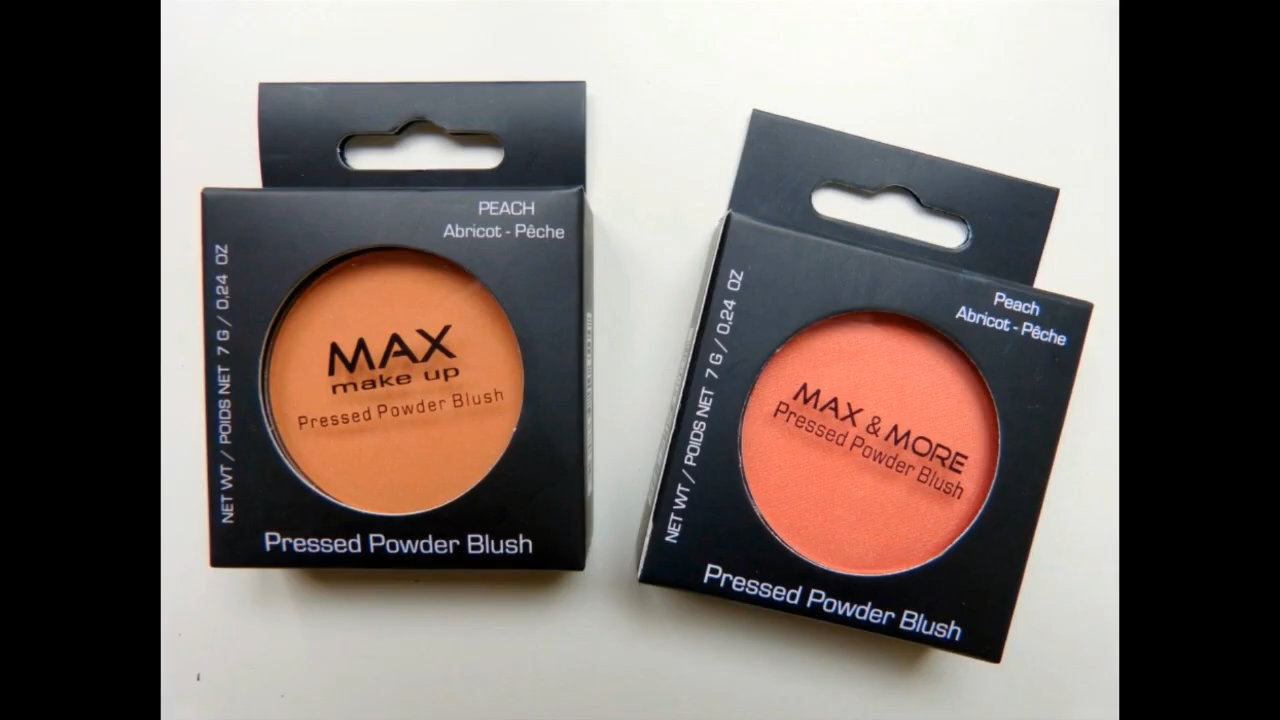 PEACH
Abricot - Pêche
NET WT / POIDS NET 7 G / 0,24 OZ
MAX
make up
Pressed Powder Blush
Pressed Powder Blush
Peach
Abricot - Pêche
NET WT / POIDS NET 7 G / 0,24 OZ
MAX & MORE
Pressed Powder Blush
Pressed Powder Blush